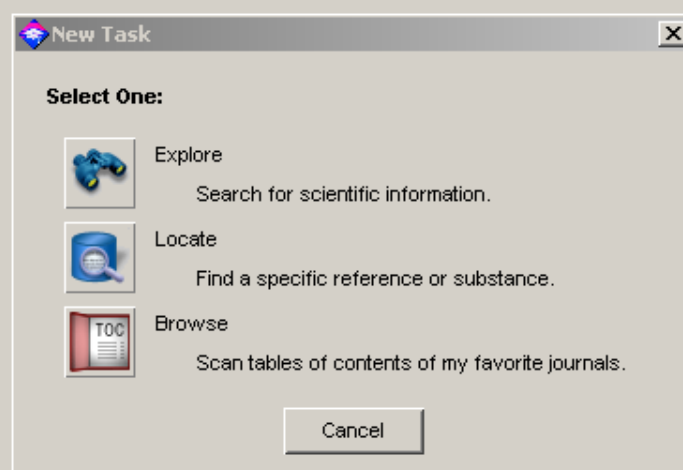 New Task
Select One:
Explore
Search for scientific information.
Locate
Find a specific reference or substance.
TOC
Browse
Scan tables of contents of my favorite journals.
Cancel